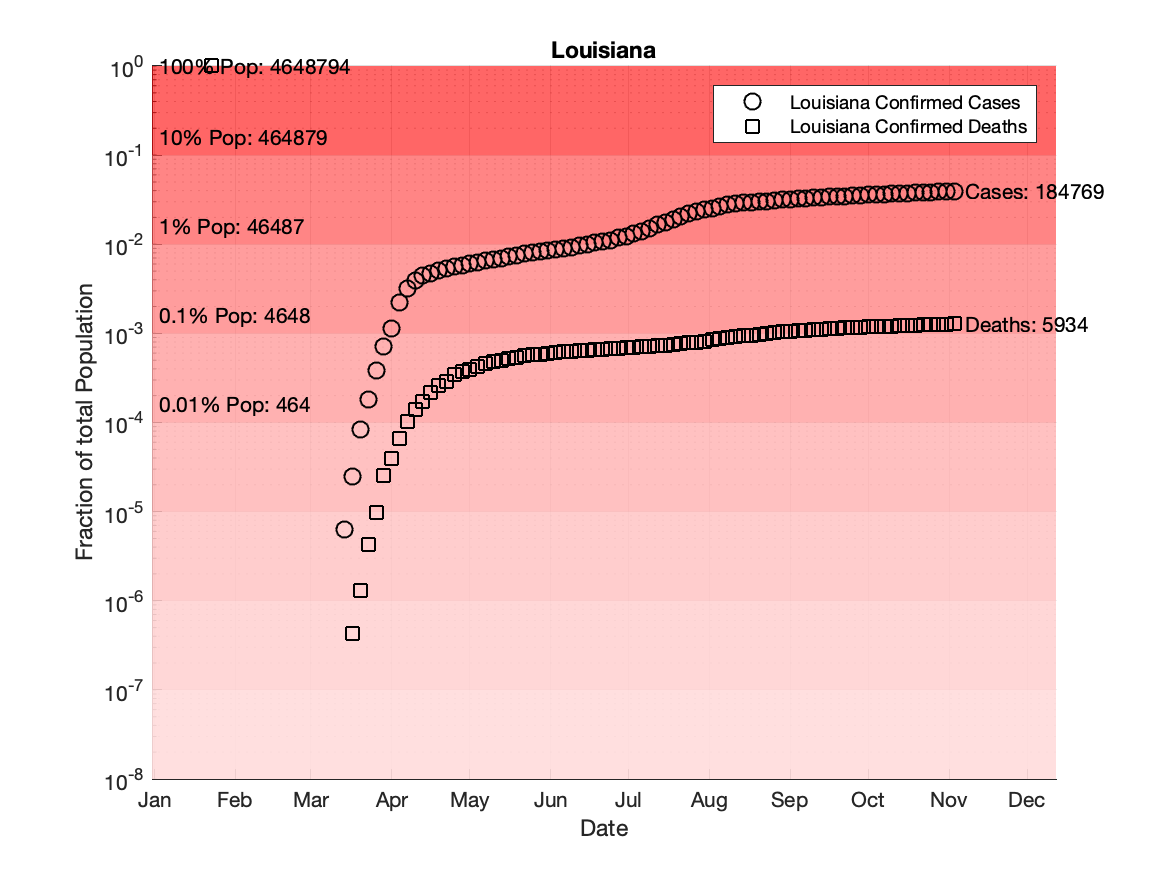 Louisiana
10^0
100% Pop: 4648794
Louisiana Confirmed Cases
Louisiana Confirmed Deaths
10% Pop: 464879
10^-1
Cases: 184769
1% Pop: 46487
10^-2
0.1% Pop: 4648
Deaths: 5934
10^-3
0.01% Pop: 464
10^-4
10^-5
10^-6
10^-7
10^-8
Fraction of total Population
Jan Feb Mar Apr May Jun Jul Aug Sep Oct Nov Dec
Date